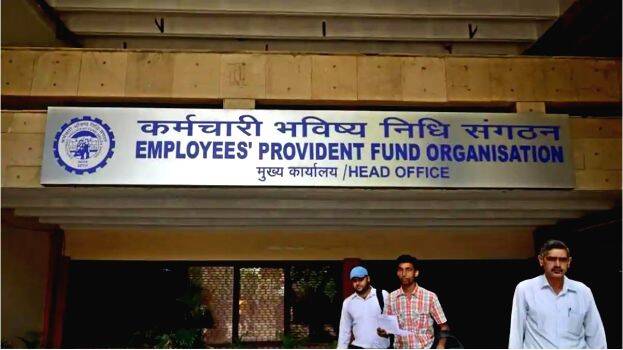 कर्मचारी भविष्य निधि संगठन
EMPLOYEES' PROVIDENT FUND ORGANISATION
मुख्य कार्यालय /HEAD OFFICE